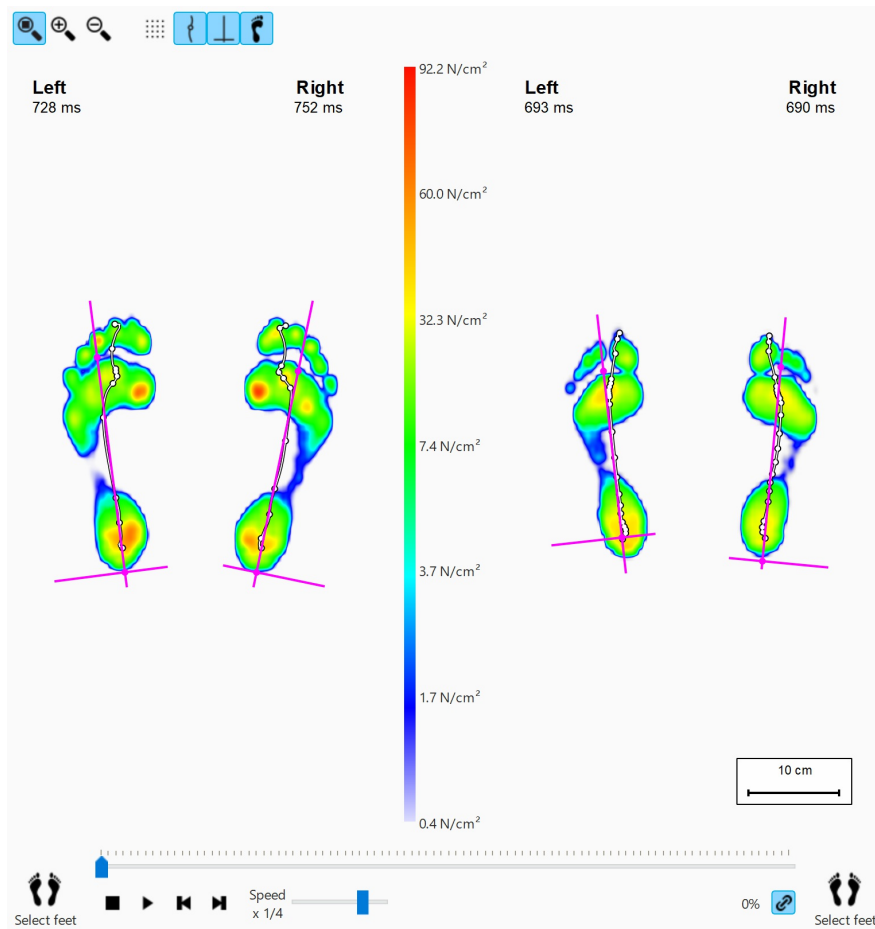 Left
728 ms
Right
752 ms
Left
693 ms
Right
690 ms
92.2 N/cm²
60.0 N/cm²
32.3 N/cm²
7.4 N/cm²
3.7 N/cm²
1.7 N/cm²
0.4 N/cm²
10 cm
Select feet
Speed
x 1/4
0%
Select feet